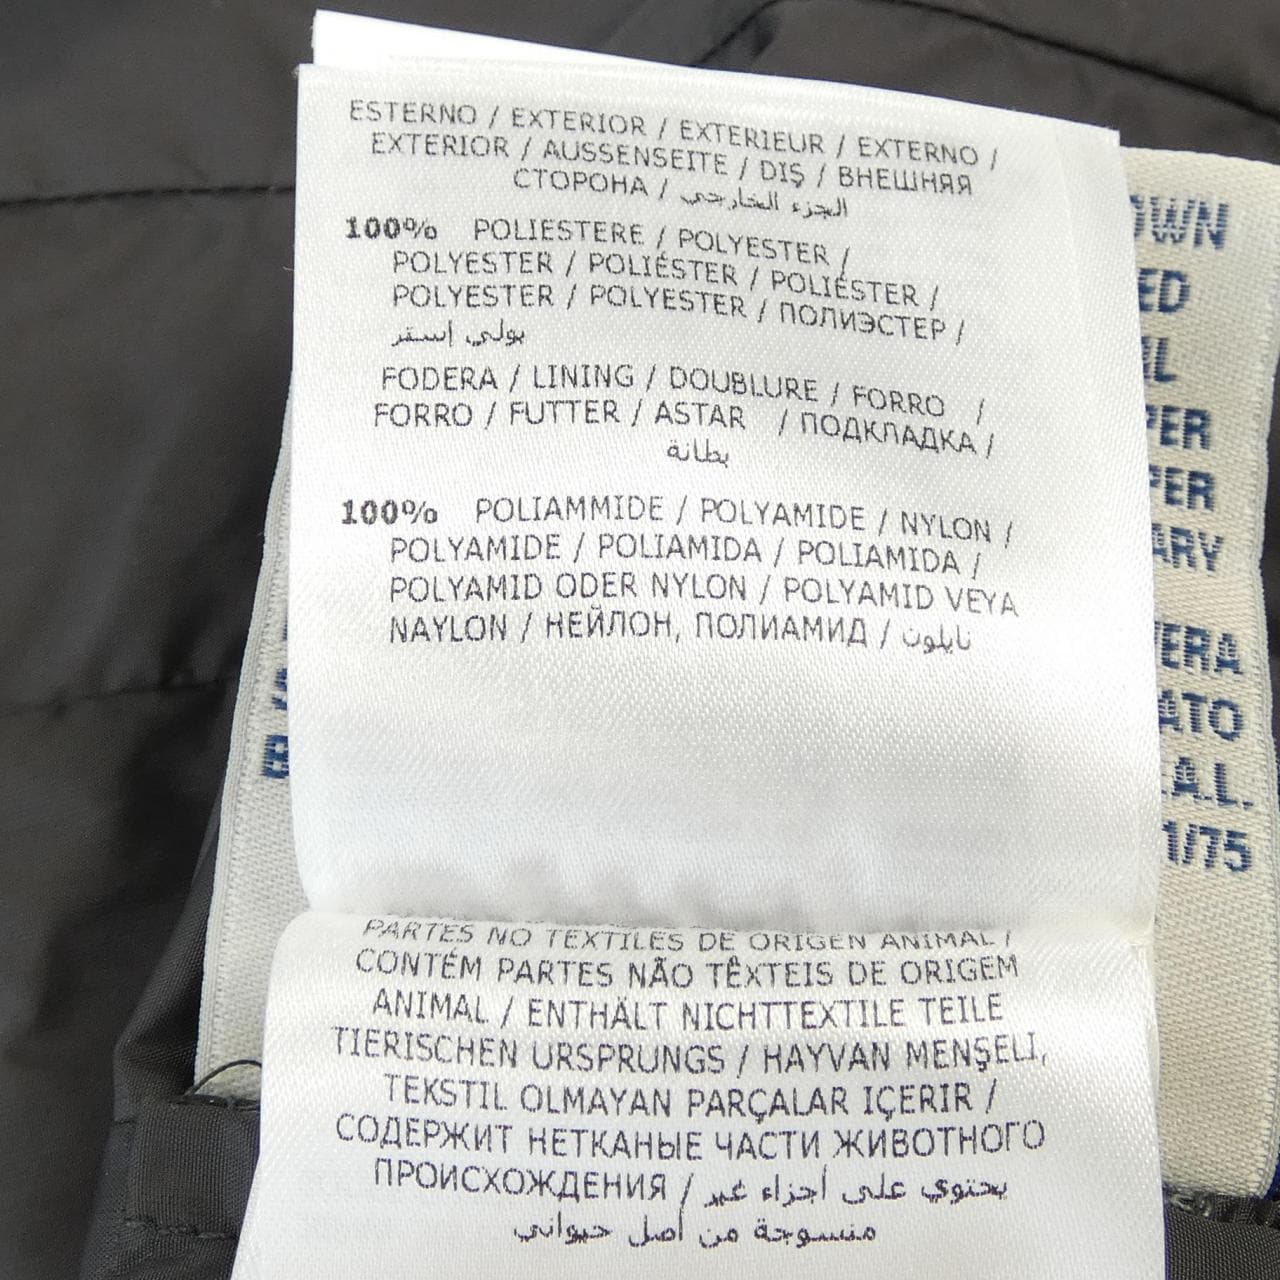 ESTERNO / EXTERIOR / EXTERIEUR / EXTERNO /
EXTERIOR / AUSSENSEITE / DIŞ / ВНЕШНЯЯ
СТОРОНА / الجزء الخارجي
100% POLIESTERE / POLYESTER /
POLYESTER / POLIÉSTER / POLIÉSTER /
POLYESTER / POLYESTER / ПОЛИЭСТЕР /
بولي إستر
FODERA / LINING / DOUBLURE / FORRO /
FORRO / FUTTER / ASTAR / ПОДКЛАДКА /
بطانة
100% POLIAMMIDE / POLYAMIDE / NYLON /
POLYAMIDE / POLIAMIDA / POLIAMIDA /
POLYAMID ODER NYLON / POLYAMID VEYA
NAYLON / НЕЙЛОН, ПОЛИАМИД / نايلون
PARTES NO TEXTILES DE ORIGEN ANIMAL /
CONTÉM PARTES NÃO TÊXTEIS DE ORIGEM
ANIMAL / ENTHÄLT NICHTTEXTILE TEILE
TIERISCHEN URSPRUNGS / HAYVAN MENŞELİ,
TEKSTIL OLMAYAN PARÇALAR IÇERIR /
СОДЕРЖИТ НЕТКАНЫЕ ЧАСТИ ЖИВОТНОГО
ПРОИСХОЖДЕНИЯ / يحتوي على أجزاء غير
منسوجة من أصل حيواني
OWN
ED
PER
PER
ARY
ERA
ATO
.A.L.
1/75